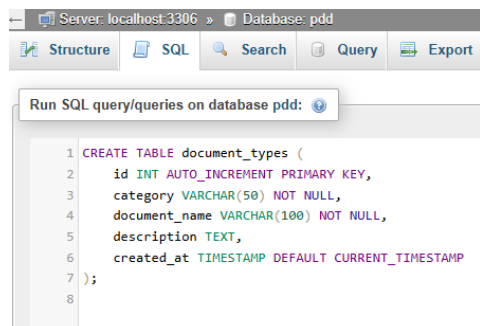 ← Server: localhost:3306 » Database: pdd
Structure SQL Search Query Export
Run SQL query/queries on database pdd:
1 CREATE TABLE document_types (
2     id INT AUTO_INCREMENT PRIMARY KEY,
3     category VARCHAR(50) NOT NULL,
4     document_name VARCHAR(100) NOT NULL,
5     description TEXT,
6     created_at TIMESTAMP DEFAULT CURRENT_TIMESTAMP
7 );
8